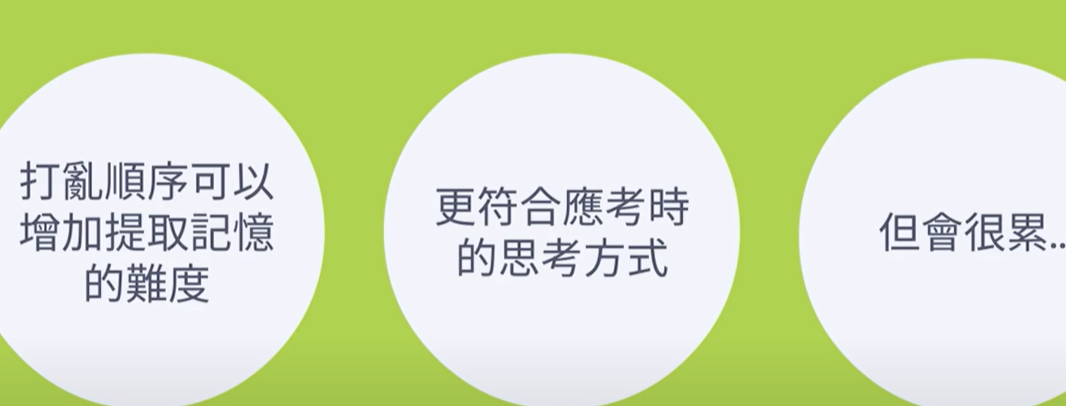 打亂順序可以
增加提取記憶
的難度
更符合應考時
的思考方式
但會很累..